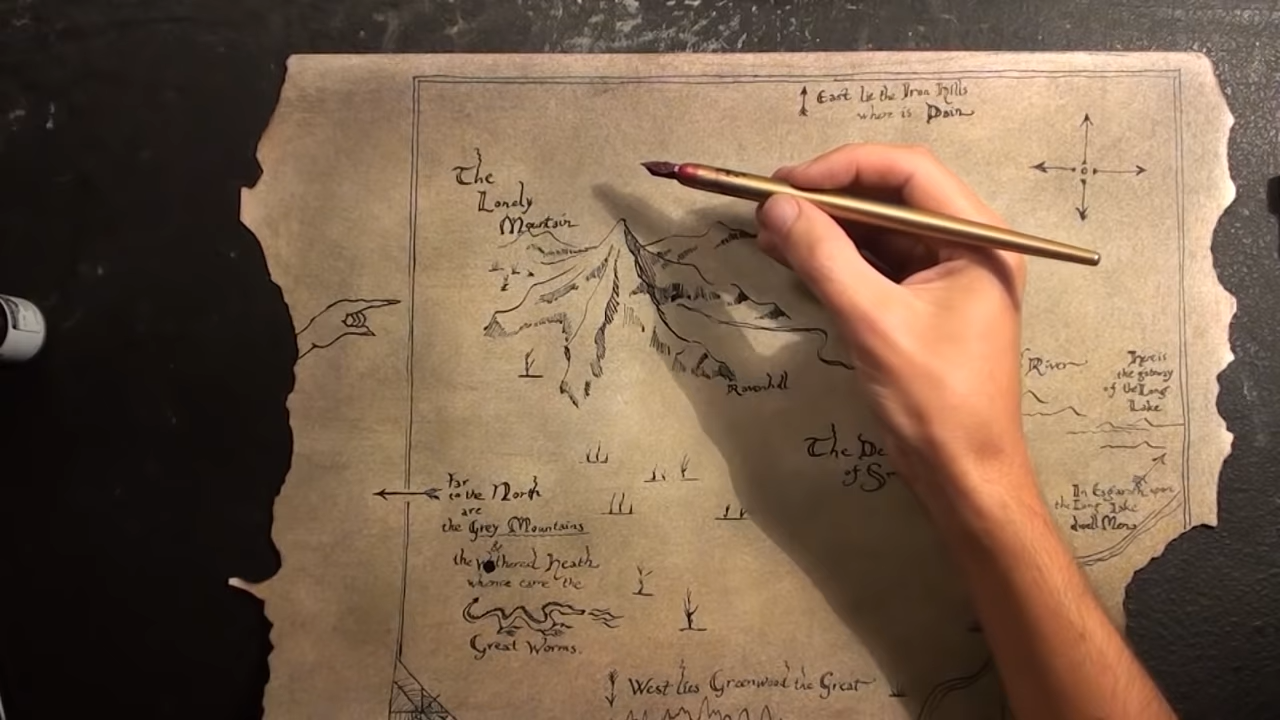 East lie the Iron Hills
where is Dain
The
Lonely
Mountain
Ravenhill
River
There is
the gateway
of the Long
Lake
The De
of S
Far
to the North
are
the Grey Mountains
&
the Withered Heath
whence came the
Great Worms.
In Esgaroth upon
the Long Lake
dwell Men
West lies Greenwood the Great